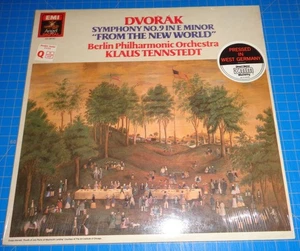 EMI
Angel
DVORAK
SYMPHONY NO.9 IN E MINOR
"FROM THE NEW WORLD"
Berlin Philharmonic Orchestra
KLAUS TENNSTEDT
PRESSED
IN
WEST GERMANY